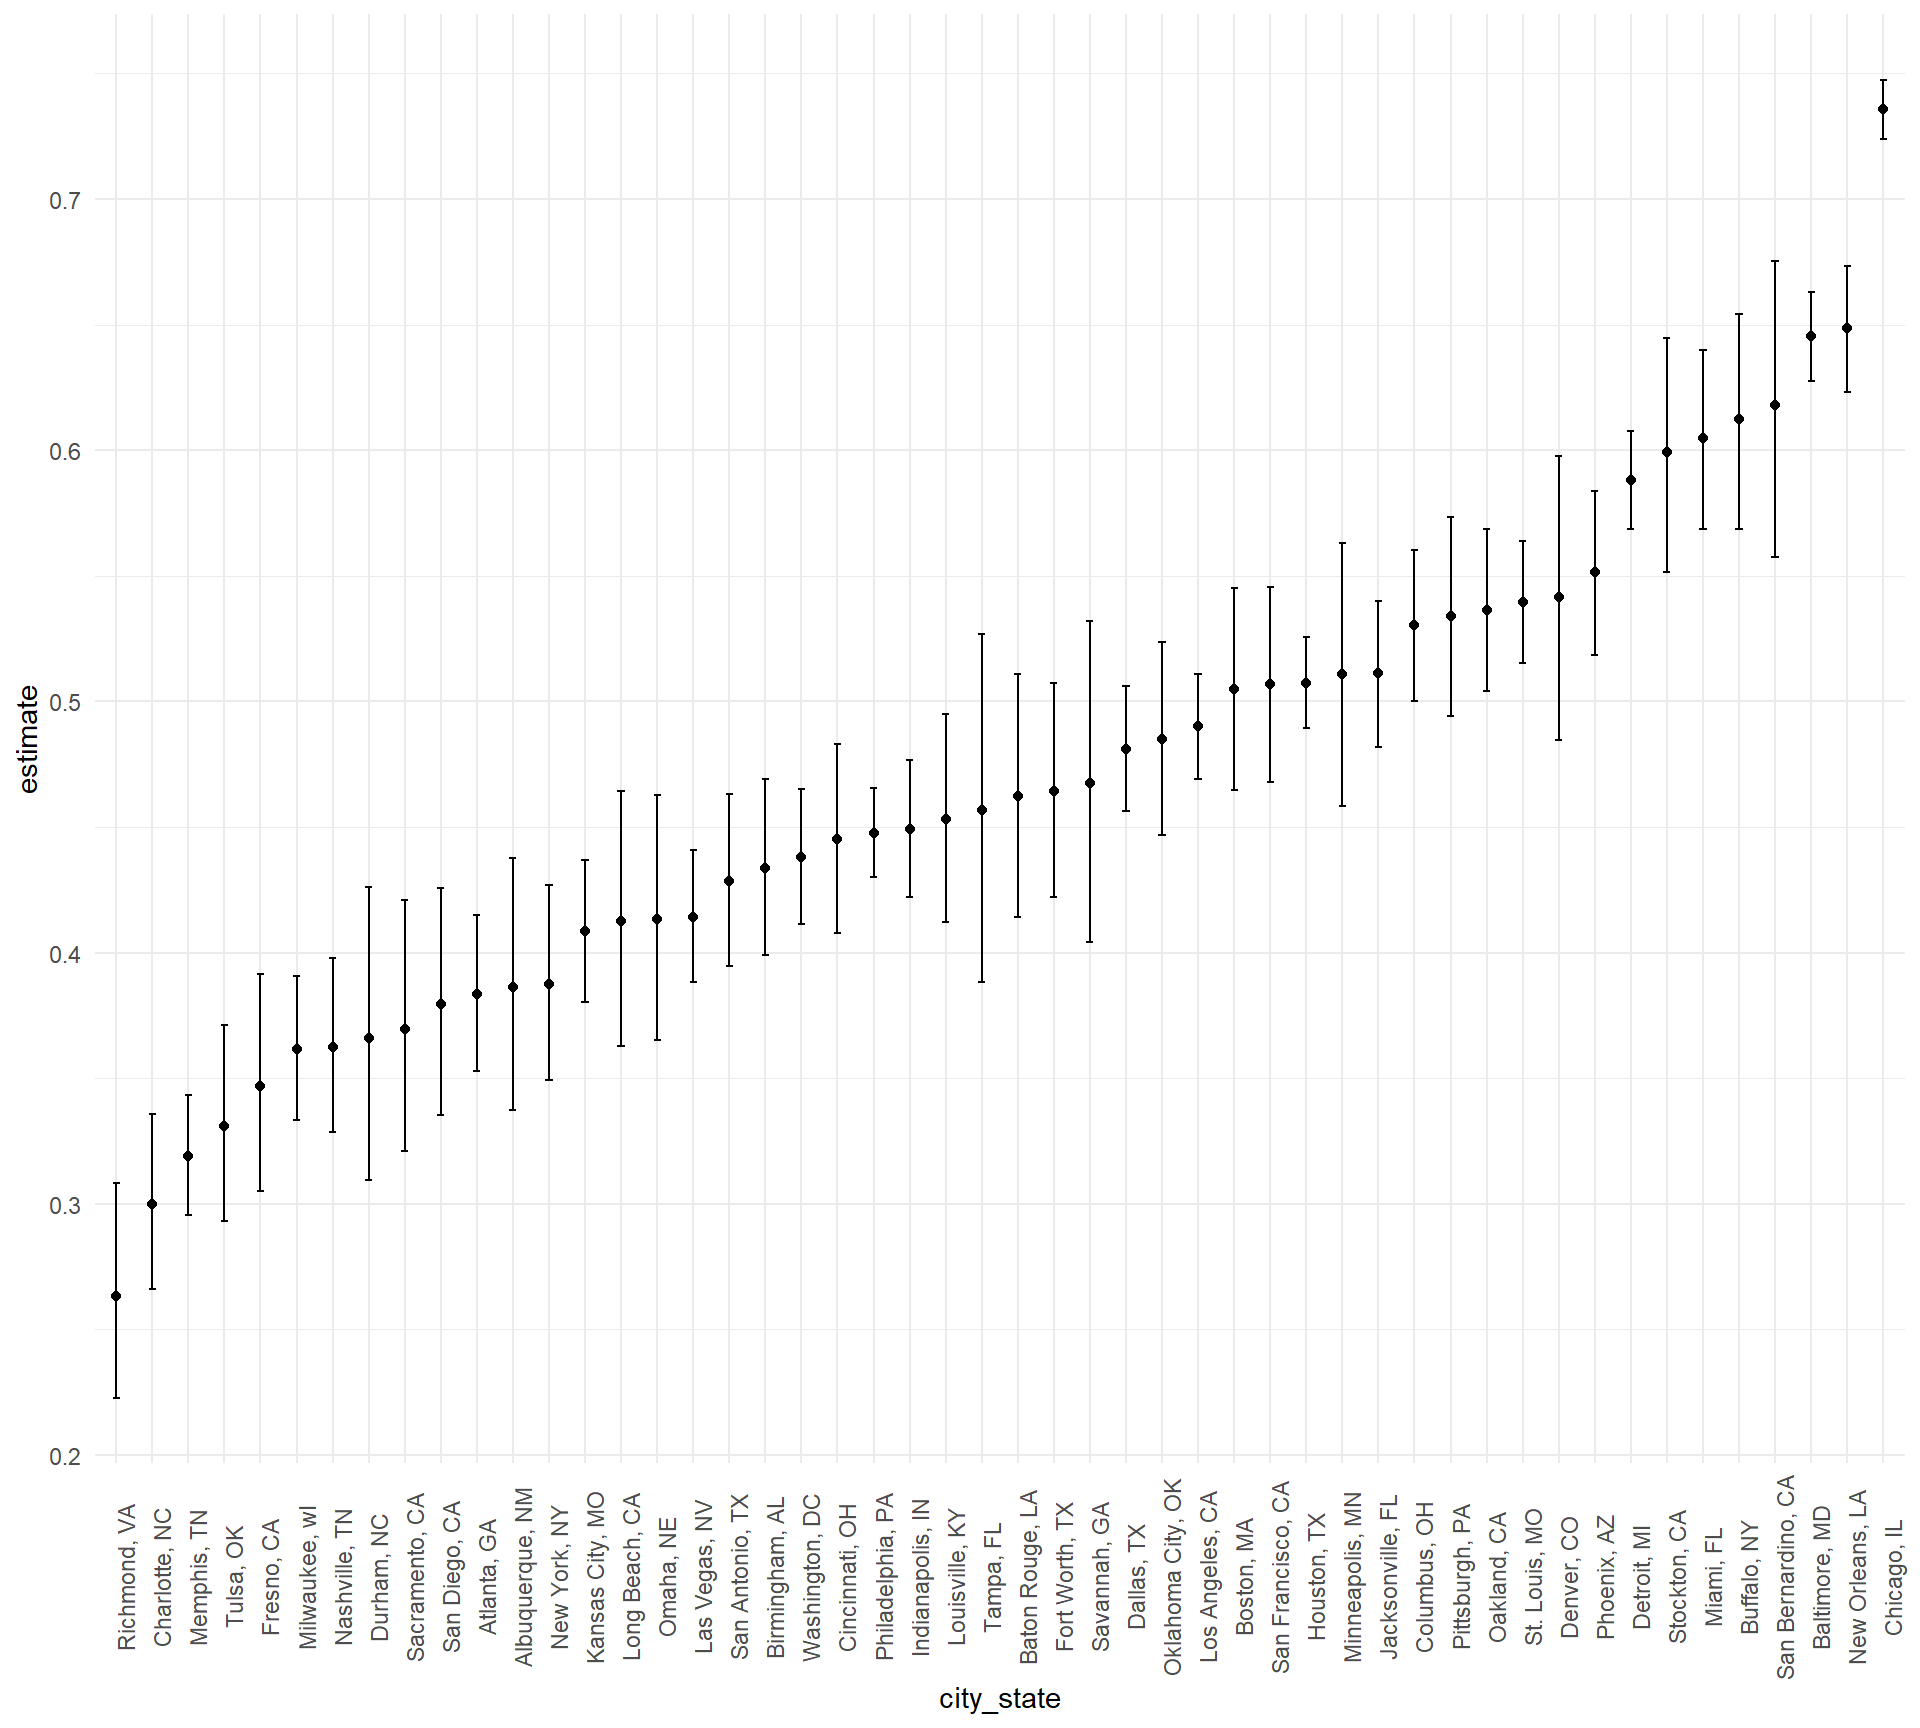 0.7
0.6
0.5
0.4
0.3
0.2
estimate
Richmond, VA
Charlotte, NC
Memphis, TN
Tulsa, OK
Fresno, CA
Milwaukee, wI
Nashville, TN
Durham, NC
Sacramento, CA
San Diego, CA
Atlanta, GA
Albuquerque, NM
New York, NY
Kansas City, MO
Long Beach, CA
Omaha, NE
Las Vegas, NV
San Antonio, TX
Birmingham, AL
Washington, DC
Cincinnati, OH
Philadelphia, PA
Indianapolis, IN
Louisville, KY
Tampa, FL
Baton Rouge, LA
Fort Worth, TX
Savannah, GA
Dallas, TX
Oklahoma City, OK
Los Angeles, CA
Boston, MA
San Francisco, CA
Houston, TX
Minneapolis, MN
Jacksonville, FL
Columbus, OH
Pittsburgh, PA
Oakland, CA
St. Louis, MO
Denver, CO
Phoenix, AZ
Detroit, MI
Stockton, CA
Miami, FL
Buffalo, NY
San Bernardino, CA
Baltimore, MD
New Orleans, LA
Chicago, IL
city_state